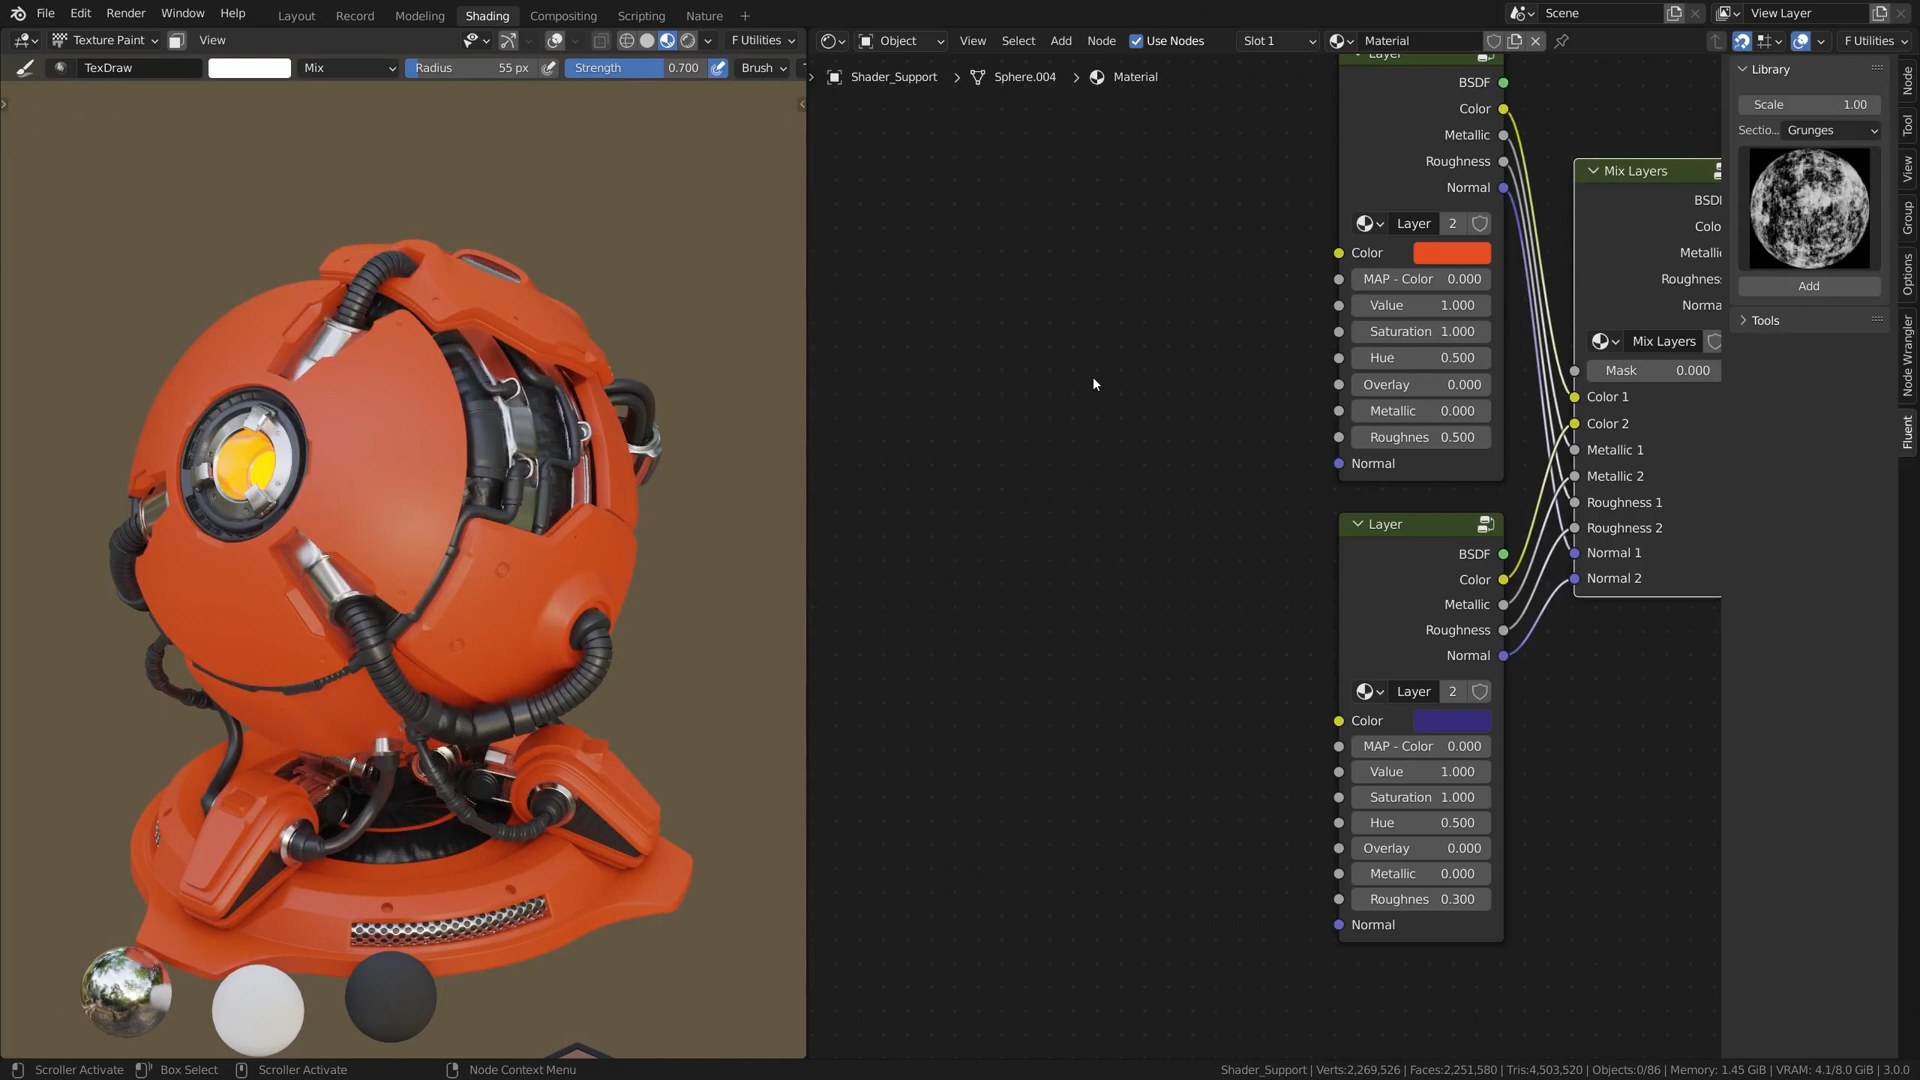 File Edit Render Window Help Layout Record Modeling Shading Compositing Scripting Nature + Scene View Layer
Texture Paint View F Utilities Object View Select Add Node Use Nodes Slot 1 Material F Utilities
TexDraw Mix Radius 55 px Strength 0.700 Brush
Shader_Support > Sphere.004 > Material
Layer
BSDF
Color
Metallic
Roughness
Normal
Layer 2
Color
MAP - Color 0.000
Value 1.000
Saturation 1.000
Hue 0.500
Overlay 0.000
Metallic 0.000
Roughnes 0.500
Normal
Layer
BSDF
Color
Metallic
Roughness
Normal
Layer 2
Color
MAP - Color 0.000
Value 1.000
Saturation 1.000
Hue 0.500
Overlay 0.000
Metallic 0.000
Roughnes 0.300
Normal
Mix Layers
BSDF
Colo
Metalli
Roughnes
Norma
Mix Layers
Mask 0.000
Color 1
Color 2
Metallic 1
Metallic 2
Roughness 1
Roughness 2
Normal 1
Normal 2
Library
Scale 1.00
Sectio... Grunges
Add
Tools
Node
Tool
View
Group
Options
Node Wrangler
Fluent
Scroller Activate Box Select Scroller Activate Node Context Menu
Shader_Support | Verts:2,269,526 | Faces:2,251,580 | Tris:4,503,520 | Objects:0/86 | Memory: 1.45 GiB | VRAM: 4.1/8.0 GiB | 3.0.0